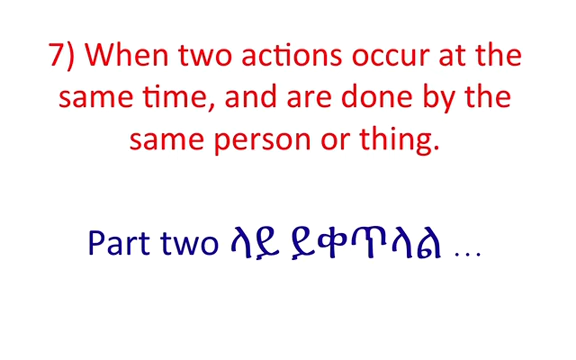 7) When two actions occur at the
same time, and are done by the
same person or thing.
Part two ላይ ይቀጥላል ...